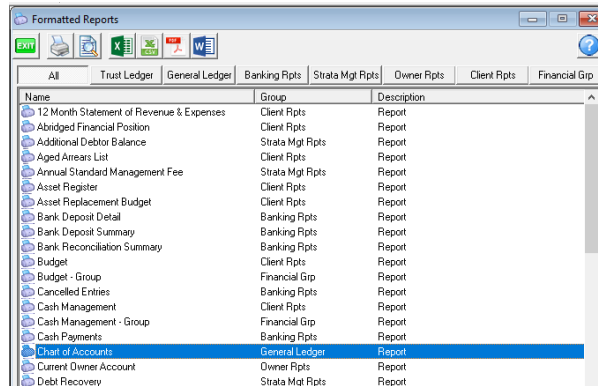 Formatted Reports
EXIT PDF
All Trust Ledger General Ledger Banking Rpts Strata Mgt Rpts Owner Rpts Client Rpts Financial Grp
Name Group Description
12 Month Statement of Revenue & Expenses Client Rpts Report
Abridged Financial Position Client Rpts Report
Additional Debtor Balance Strata Mgt Rpts Report
Aged Arrears List Client Rpts Report
Annual Standard Management Fee Strata Mgt Rpts Report
Asset Register Client Rpts Report
Asset Replacement Budget Client Rpts Report
Bank Deposit Detail Banking Rpts Report
Bank Deposit Summary Banking Rpts Report
Bank Reconciliation Summary Banking Rpts Report
Budget Client Rpts Report
Budget - Group Financial Grp Report
Cancelled Entries Banking Rpts Report
Cash Management Client Rpts Report
Cash Management - Group Financial Grp Report
Cash Payments Banking Rpts Report
Chart of Accounts General Ledger Report
Current Owner Account Owner Rpts Report
Debt Recovery Strata Mgt Rpts Report